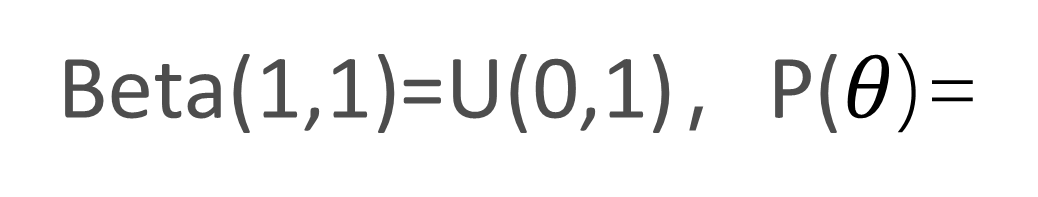 Beta(1,1)=U(0,1), P(θ)=